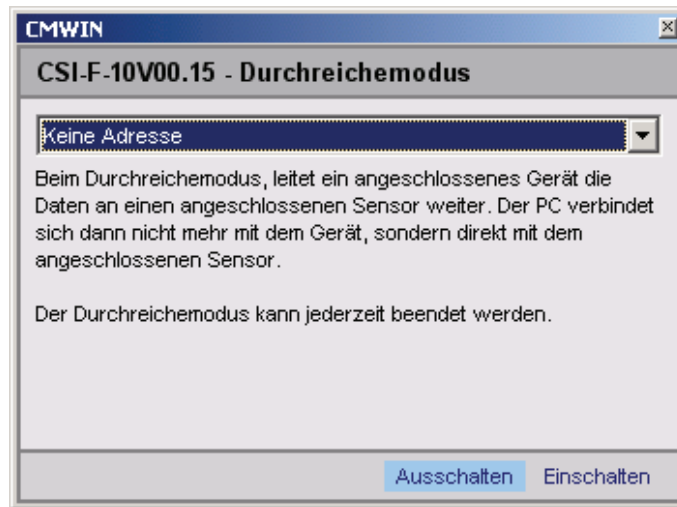 CMWIN
CSI-F-10V00.15 - Durchreichemodus
Keine Adresse
Beim Durchreichemodus, leitet ein angeschlossenes Gerät die
Daten an einen angeschlossenen Sensor weiter. Der PC verbindet
sich dann nicht mehr mit dem Gerät, sondern direkt mit dem
angeschlossenen Sensor.
Der Durchreichemodus kann jederzeit beendet werden.
Ausschalten Einschalten